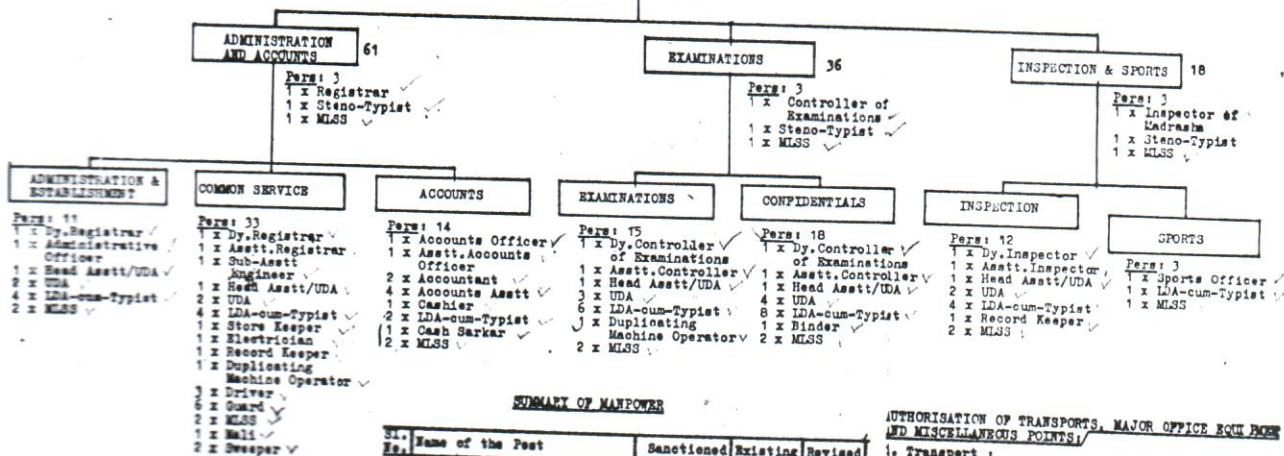 ADMINISTRATION
AND ACCOUNTS
61
Pers: 3
1 x Registrar
1 x Steno-Typist
1 x MLSS
EXAMINATIONS
36
Pers: 3
1 x Controller of
Examinations
1 x Steno-Typist
1 x MLSS
INSPECTION & SPORTS
18
Pers: 3
1 x Inspector of
Madrasha
1 x Steno-Typist
1 x MLSS
ADMINISTRATION &
ESTABLISHMENT
Pers: 11
1 x Dy.Registrar
1 x Administrative
Officer
1 x Head Asstt/UDA
2 x UDA
4 x LDA-cum-Typist
2 x MLSS
COMMON SERVICE
Pers: 33
1 x Dy.Registrar
1 x Asstt.Registrar
1 x Sub-Asstt
Engineer
1 x Head Asstt/UDA
2 x UDA
4 x LDA-cum-Typist
1 x Store Keeper
1 x Electrician
1 x Record Keeper
1 x Duplicating
Machine Operator
3 x Driver
6 x Guard
2 x MLSS
1 x Mali
2 x Sweeper
ACCOUNTS
Pers: 14
1 x Accounts Officer
1 x Asstt.Accounts
Officer
2 x Accountant
4 x Accounts Asstt
1 x Cashier
2 x LDA-cum-Typist
1 x Cash Sarkar
2 x MLSS
EXAMINATIONS
Pers: 15
1 x Dy.Controller
of Examinations
1 x Asstt.Controller
1 x Head Asstt/UDA
3 x UDA
6 x LDA-cum-Typist
1 x Duplicating
Machine Operator
2 x MLSS
CONFIDENTIALS
Pers: 18
1 x Dy.Controller
of Examinations
1 x Asstt.Controller
1 x Head Asstt/UDA
4 x UDA
8 x LDA-cum-Typist
1 x Binder
2 x MLSS
INSPECTION
Pers: 12
1 x Dy.Inspector
1 x Asstt.Inspector
1 x Head Asstt/UDA
2 x UDA
4 x LDA-cum-Typist
1 x Record Keeper
2 x MLSS
SPORTS
Pers: 3
1 x Sports Officer
1 x LDA-cum-Typist
1 x MLSS
SUMMARY OF MANPOWER
Sl. No. Name of the Post Sanctioned Existing Revised
AUTHORISATION OF TRANSPORTS, MAJOR OFFICE
AND MISCELLANEOUS POINTS:
1. Transport :